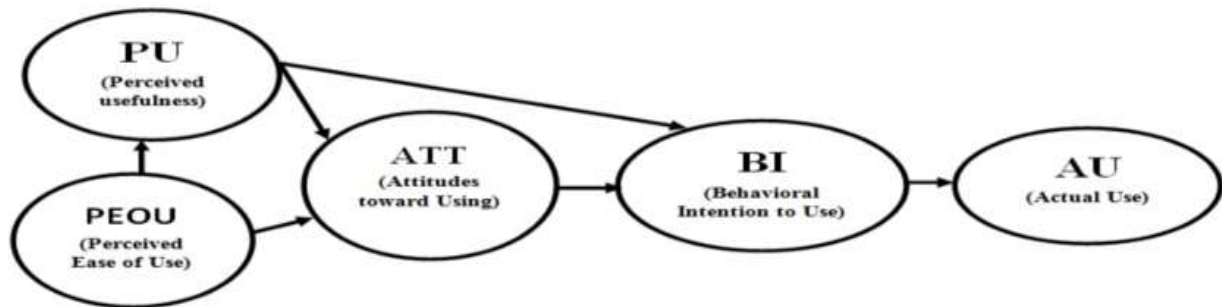 PU
(Perceived
usefulness)
ATT
(Attitudes
toward Using)
BI
(Behavioral
Intention to Use)
AU
(Actual Use)
PEOU
(Perceived
Ease of Use)